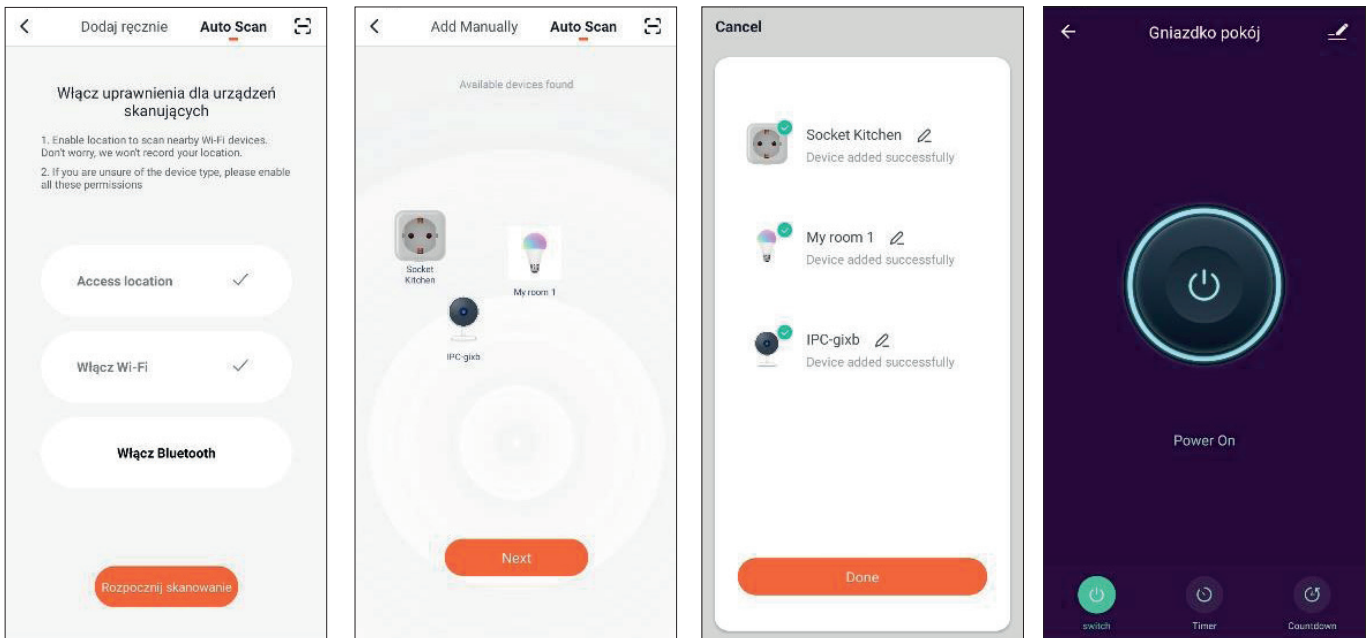 Dodaj ręcznie Auto Scan
Włącz uprawnienia dla urządzeń
skanujących
1. Enable location to scan nearby Wi-Fi devices.
Don't worry, we won't record your location.
2. If you are unsure of the device type, please enable
all these permissions
Access location
Włącz Wi-Fi
Włącz Bluetooth
Rozpocznij skanowanie
Add Manually Auto Scan
Available devices found
Socket
Kitchen
My room 1
IPC-gixb
Next
Cancel
Socket Kitchen
Device added successfully
My room 1
Device added successfully
IPC-gixb
Device added successfully
Done
Gniazdko pokój
Power On
switch Timer Countdown